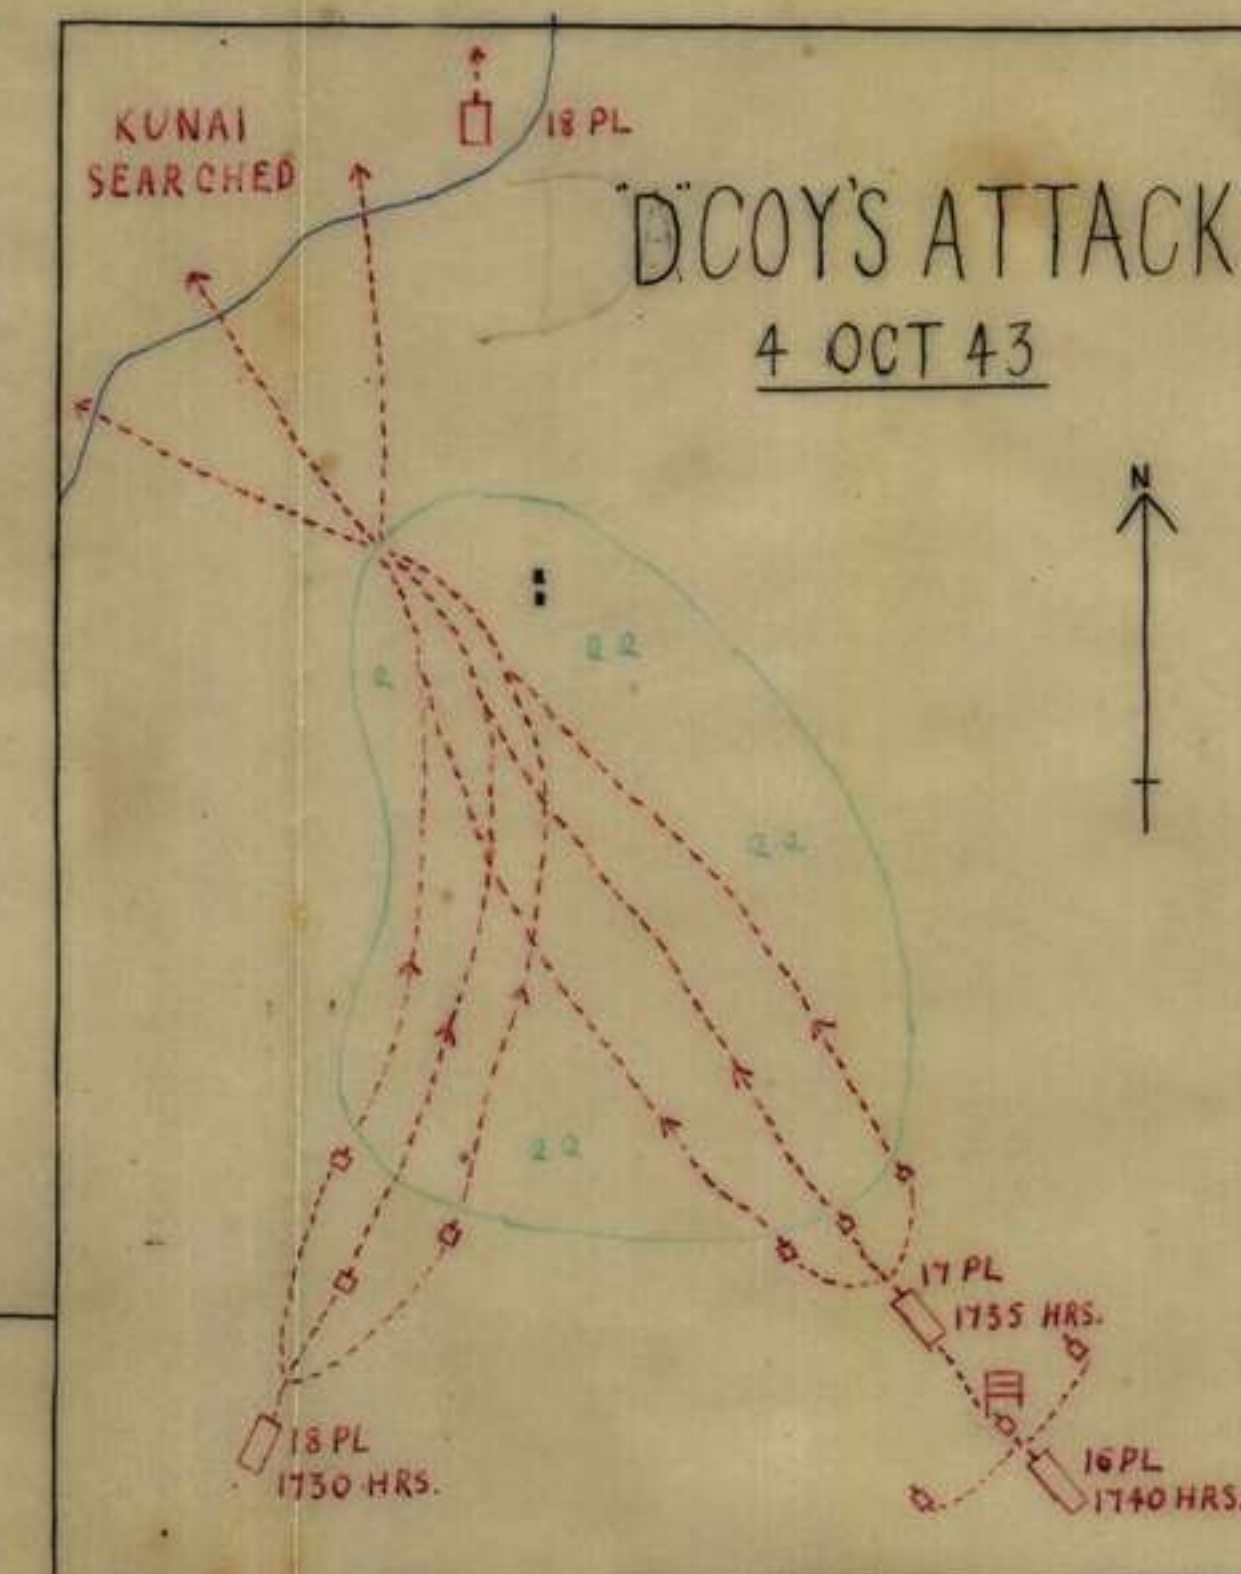 KUNAI
SEARCHED
18 PL
"D" COY'S ATTACK
4 OCT 43
N
17 PL
1735 HRS.
18 PL
1730 HRS.
16 PL
1740 HRS.